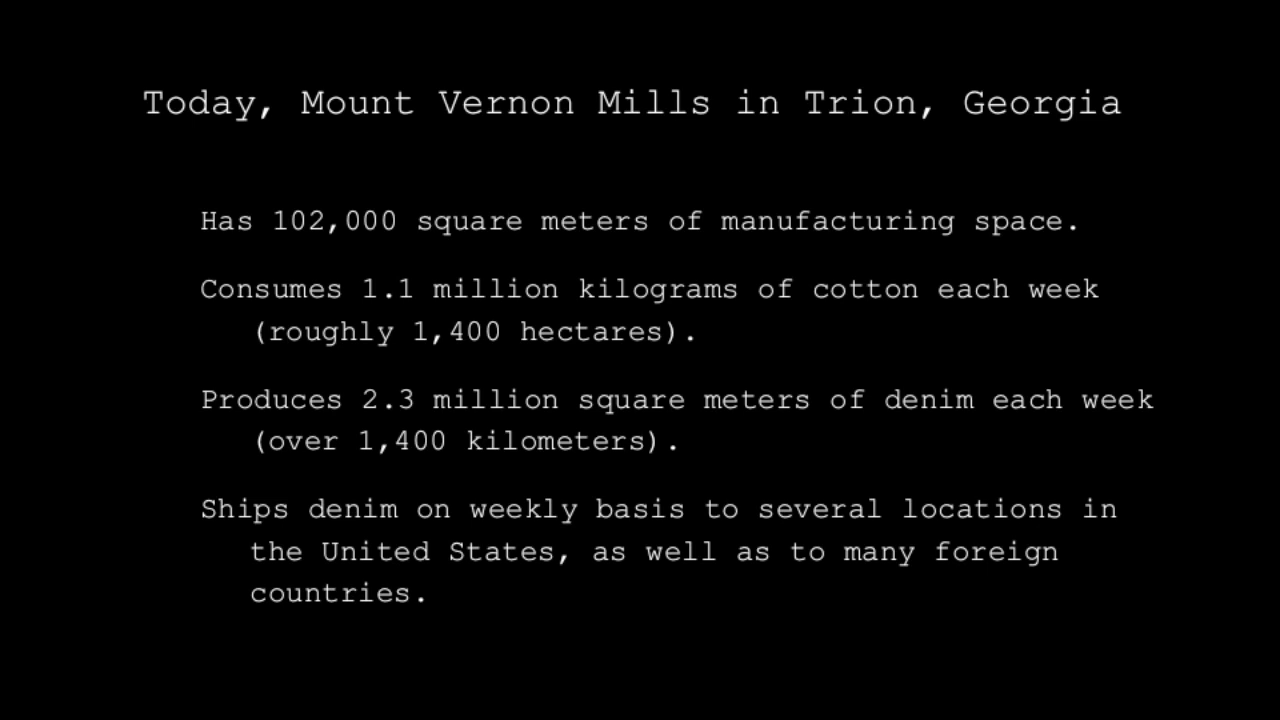 Today, Mount Vernon Mills in Trion, Georgia
Has 102,000 square meters of manufacturing space.
Consumes 1.1 million kilograms of cotton each week
(roughly 1,400 hectares).
Produces 2.3 million square meters of denim each week
(over 1,400 kilometers).
Ships denim on weekly basis to several locations in
the United States, as well as to many foreign
countries.